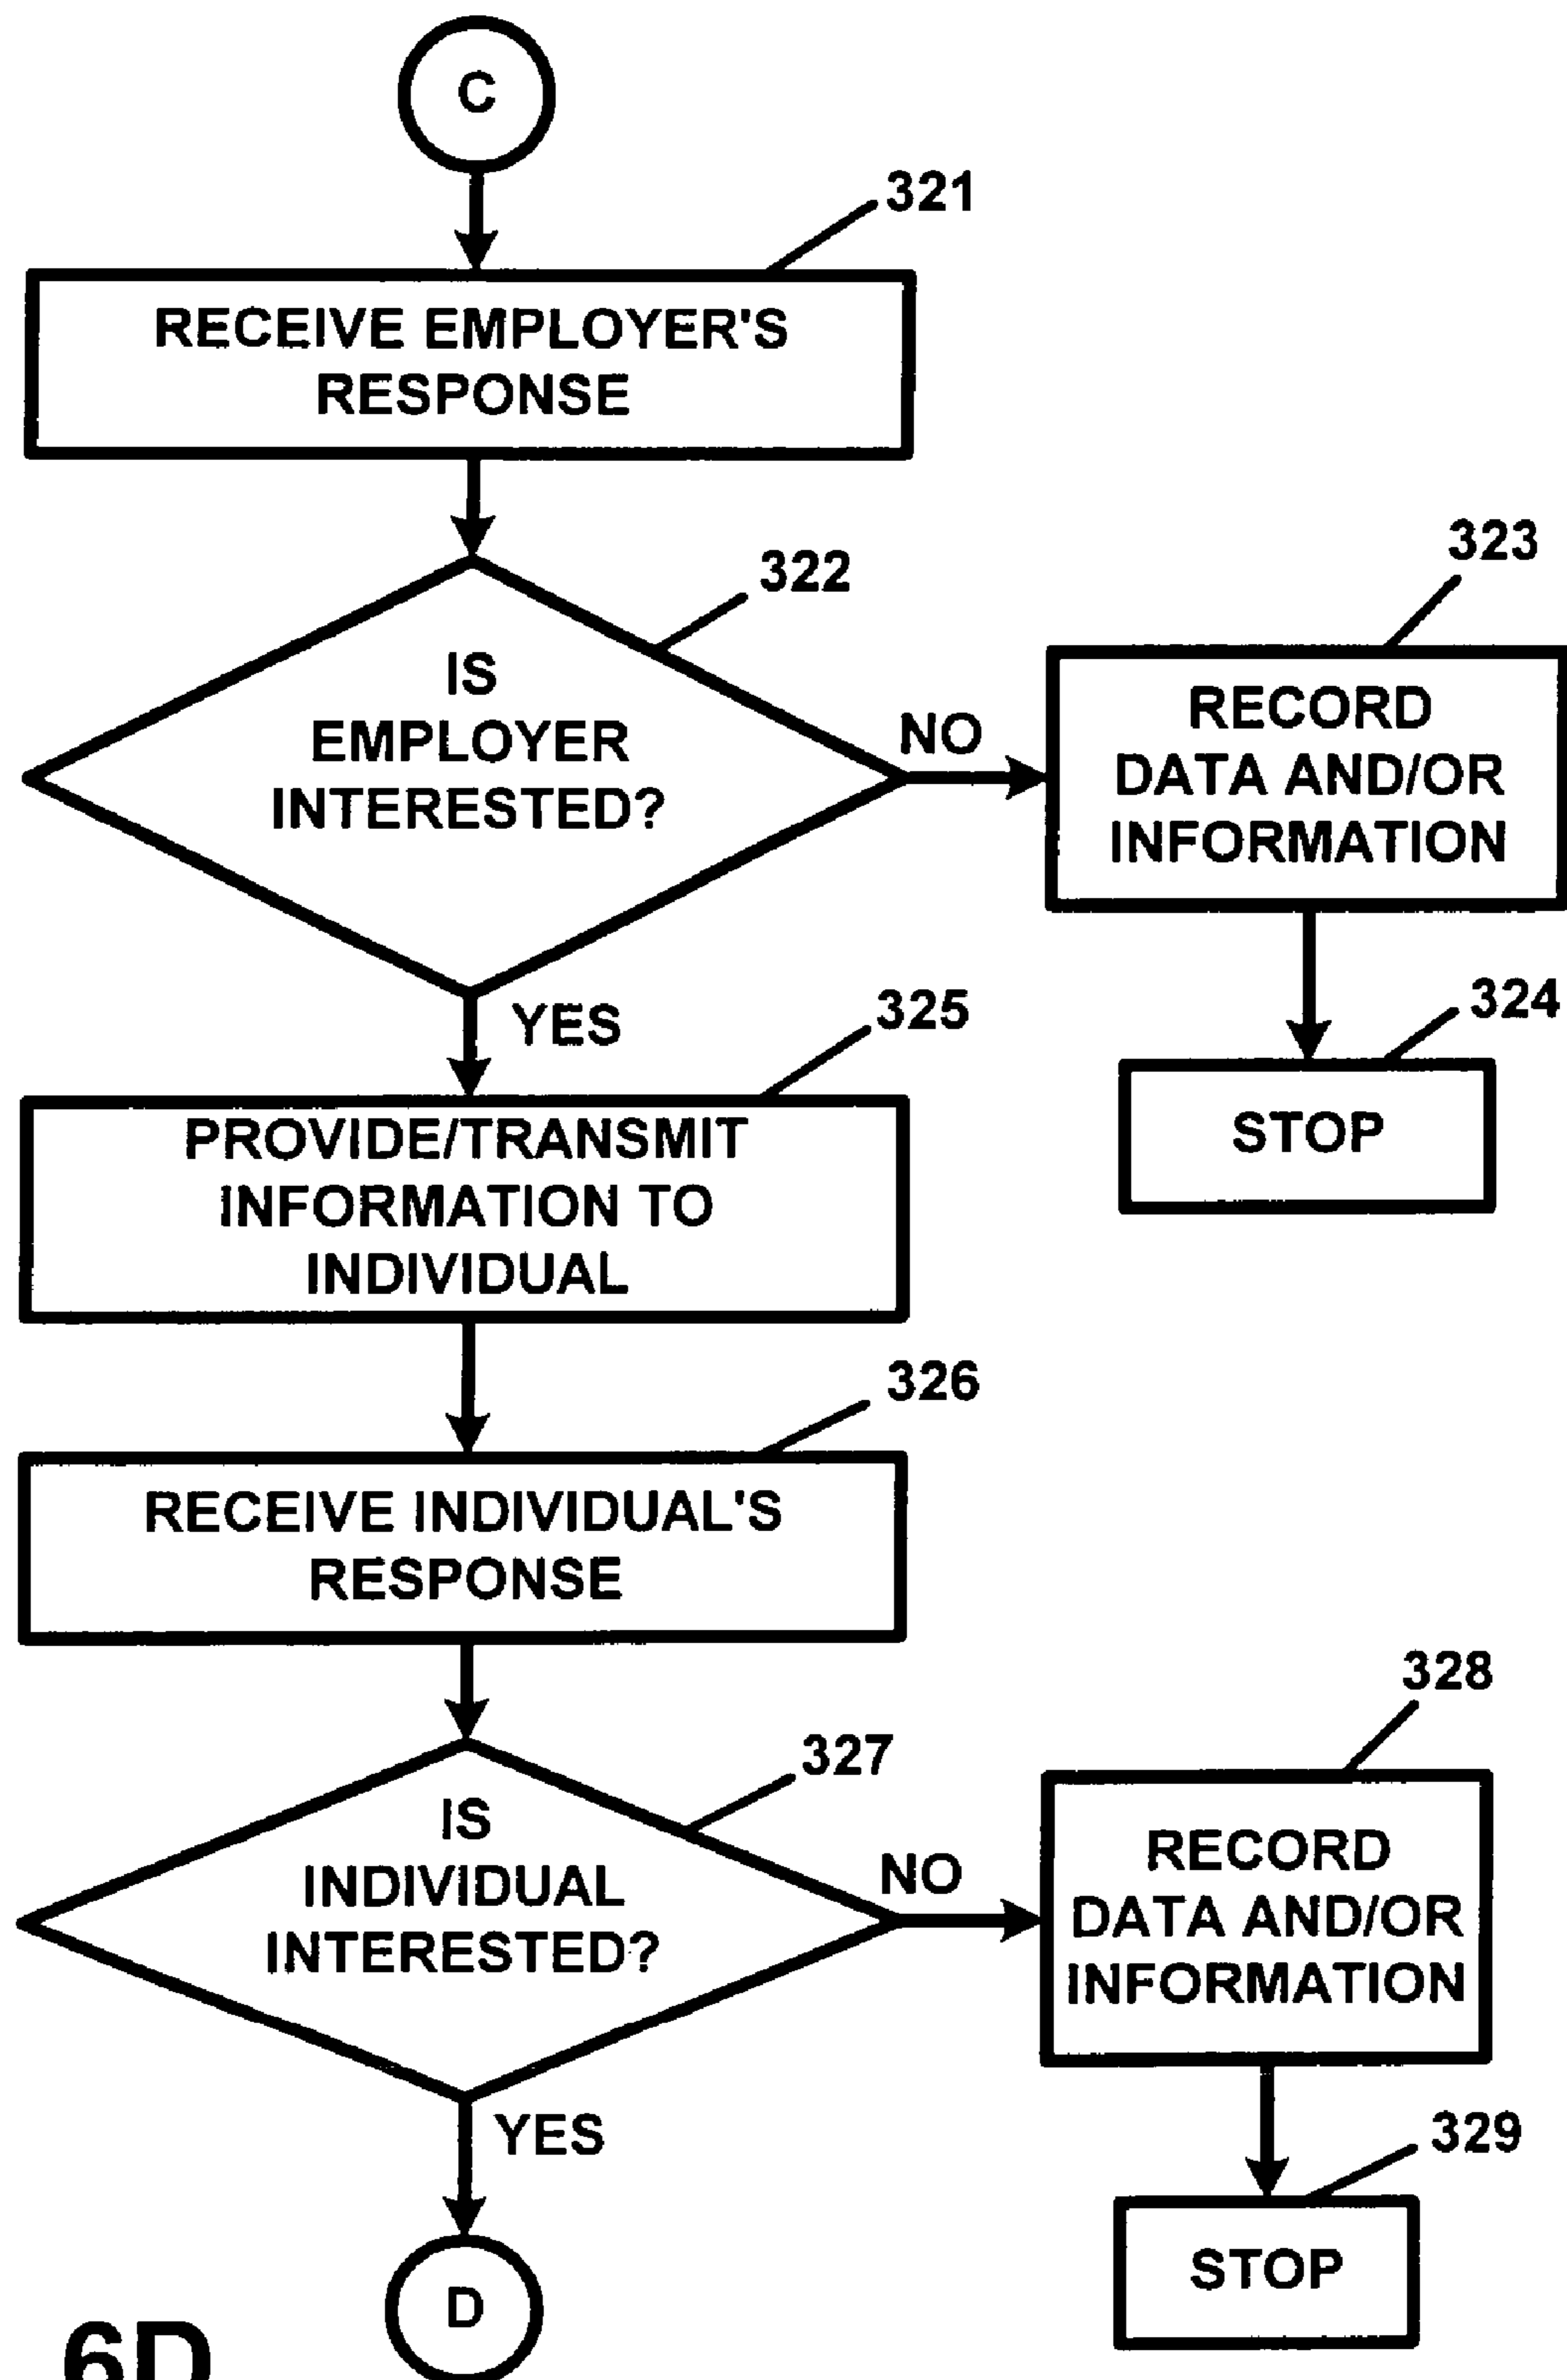 C
321
RECEIVE EMPLOYER'S
RESPONSE
322
IS
EMPLOYER
INTERESTED?
NO
323
RECORD
DATA AND/OR
INFORMATION
324
STOP
YES
325
PROVIDE/TRANSMIT
INFORMATION TO
INDIVIDUAL
326
RECEIVE INDIVIDUAL'S
RESPONSE
327
IS
INDIVIDUAL
INTERESTED?
NO
328
RECORD
DATA AND/OR
INFORMATION
329
STOP
YES
D
6D